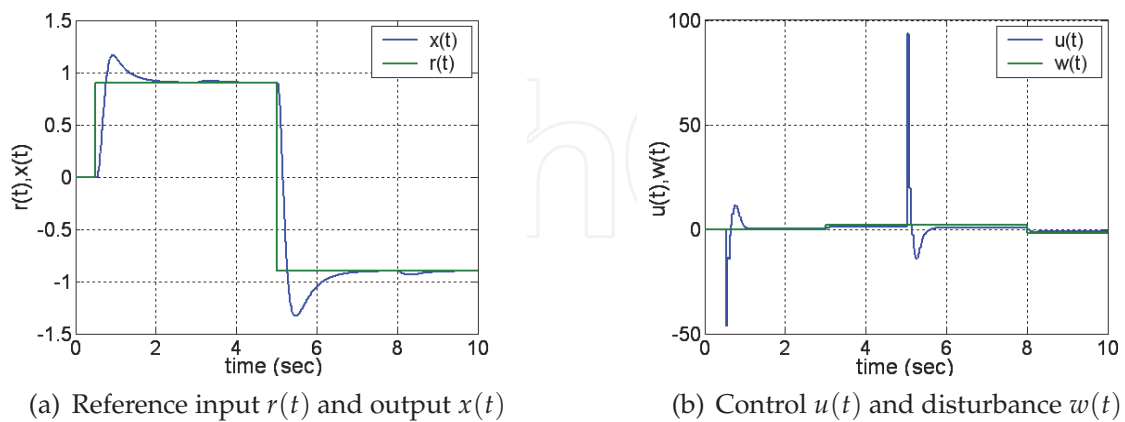 1.5
1
0.5
0
-0.5
-1
-1.5
0 2 4 6 8 10
r(t),x(t)
time (sec)
x(t)
r(t)
(a) Reference input r(t) and output x(t)
100
50
0
-50
0 2 4 6 8 10
u(t),w(t)
time (sec)
u(t)
w(t)
(b) Control u(t) and disturbance w(t)